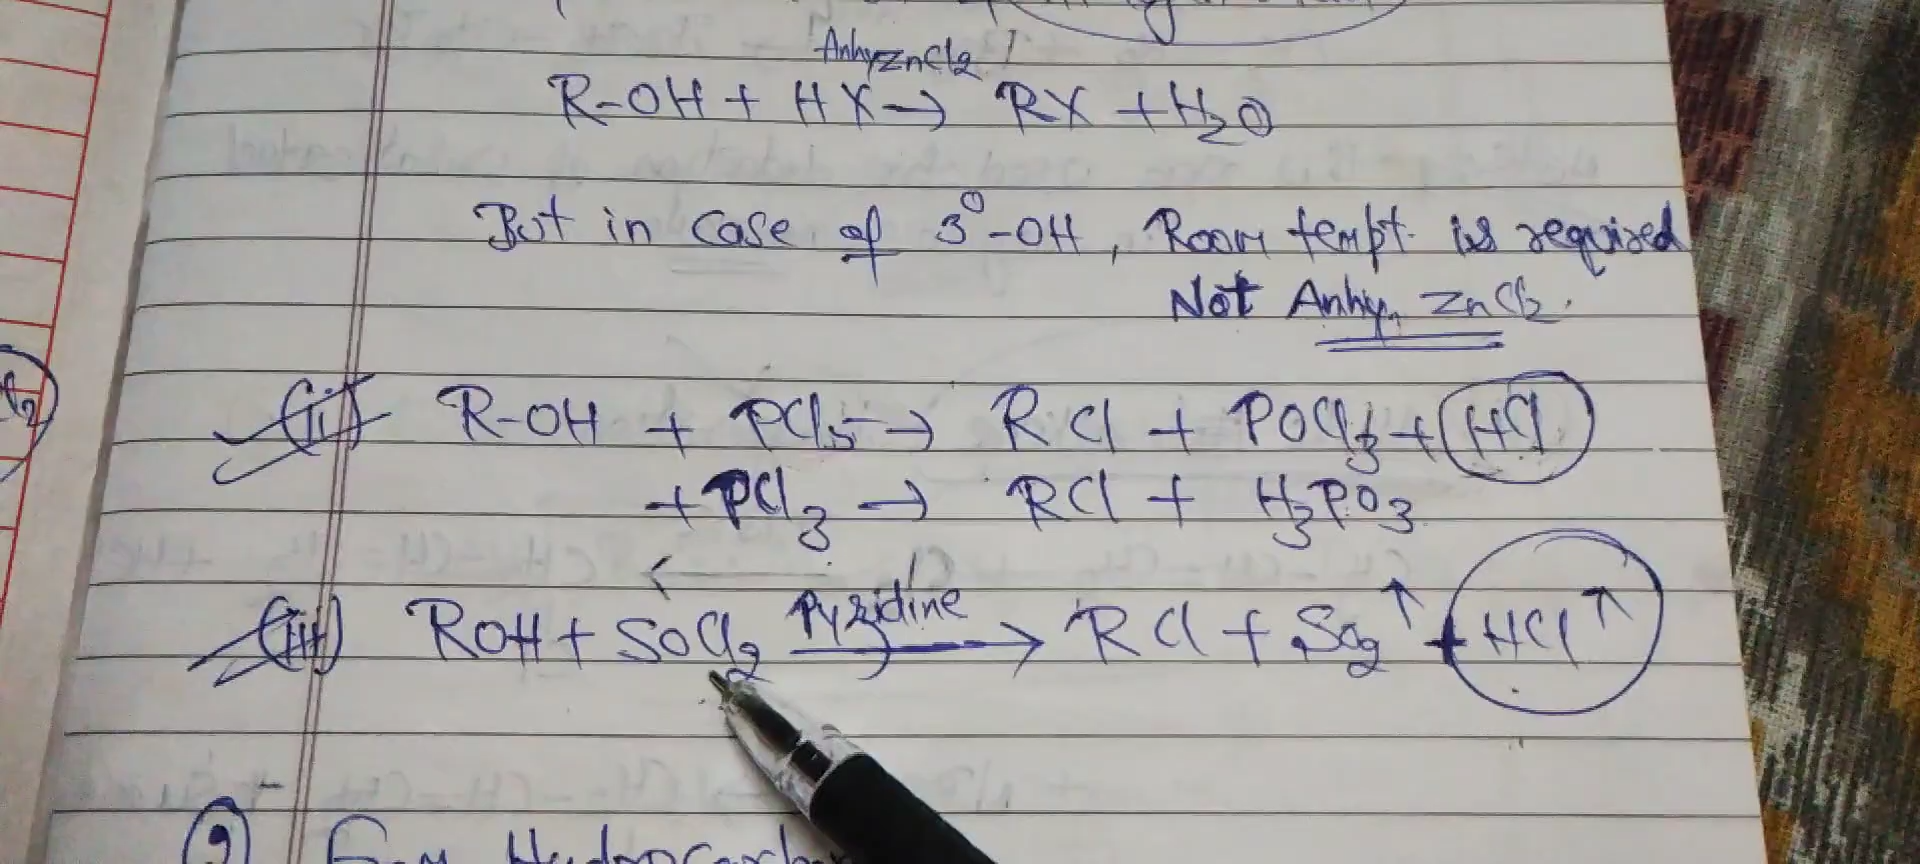 Anhy ZnCl2
R-OH + HX → RX + H2O
But in case of 3°-OH, Room tempt. is required
Not Anhy. ZnCl2.
(ii) R-OH + PCl5 → RCl + POCl3 + HCl
+ PCl3 → RCl + H3PO3
(iii) ROH + SOCl2 Pyridine → RCl + SO2↑ + HCl↑